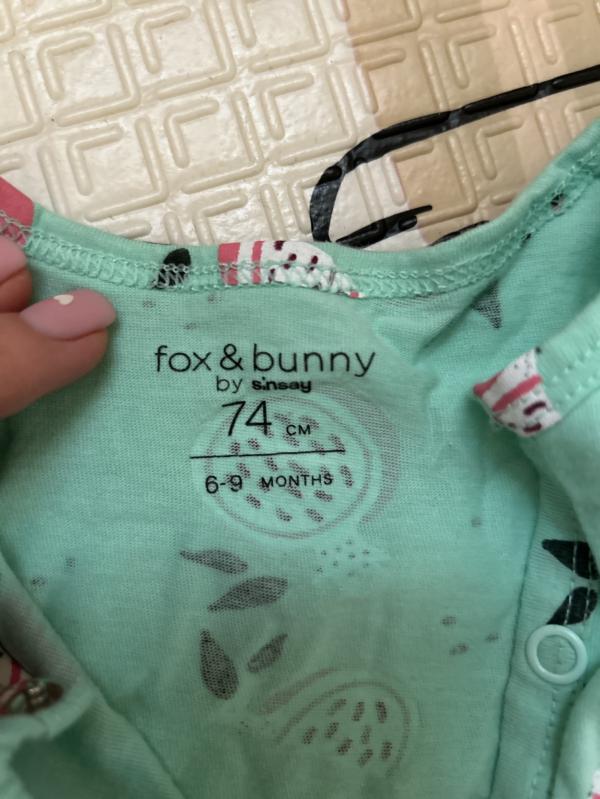 fox & bunny
by sinsay
74 CM
6-9 MONTHS